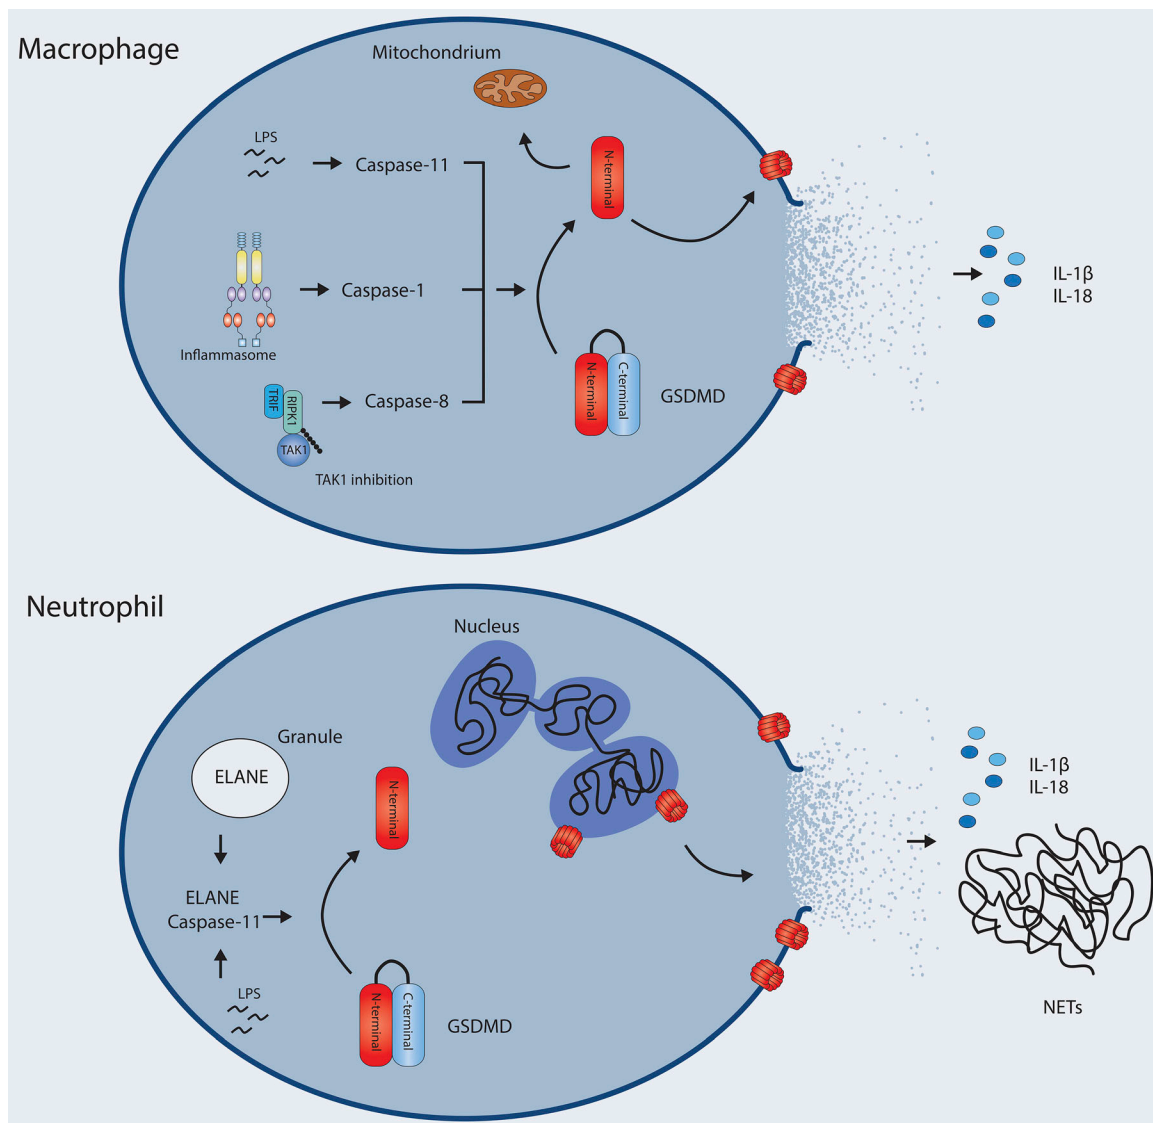 Macrophage
Mitochondrium
LPS
Caspase-11
N-terminal
Inflammasome
Caspase-1
IL-1β
IL-18
TRIF
RIPK1
TAK1
Caspase-8
TAK1 inhibition
N-terminal
C-terminal
GSDMD
Neutrophil
Nucleus
Granule
ELANE
N-terminal
ELANE
Caspase-11
LPS
N-terminal
C-terminal
GSDMD
IL-1β
IL-18
NETs